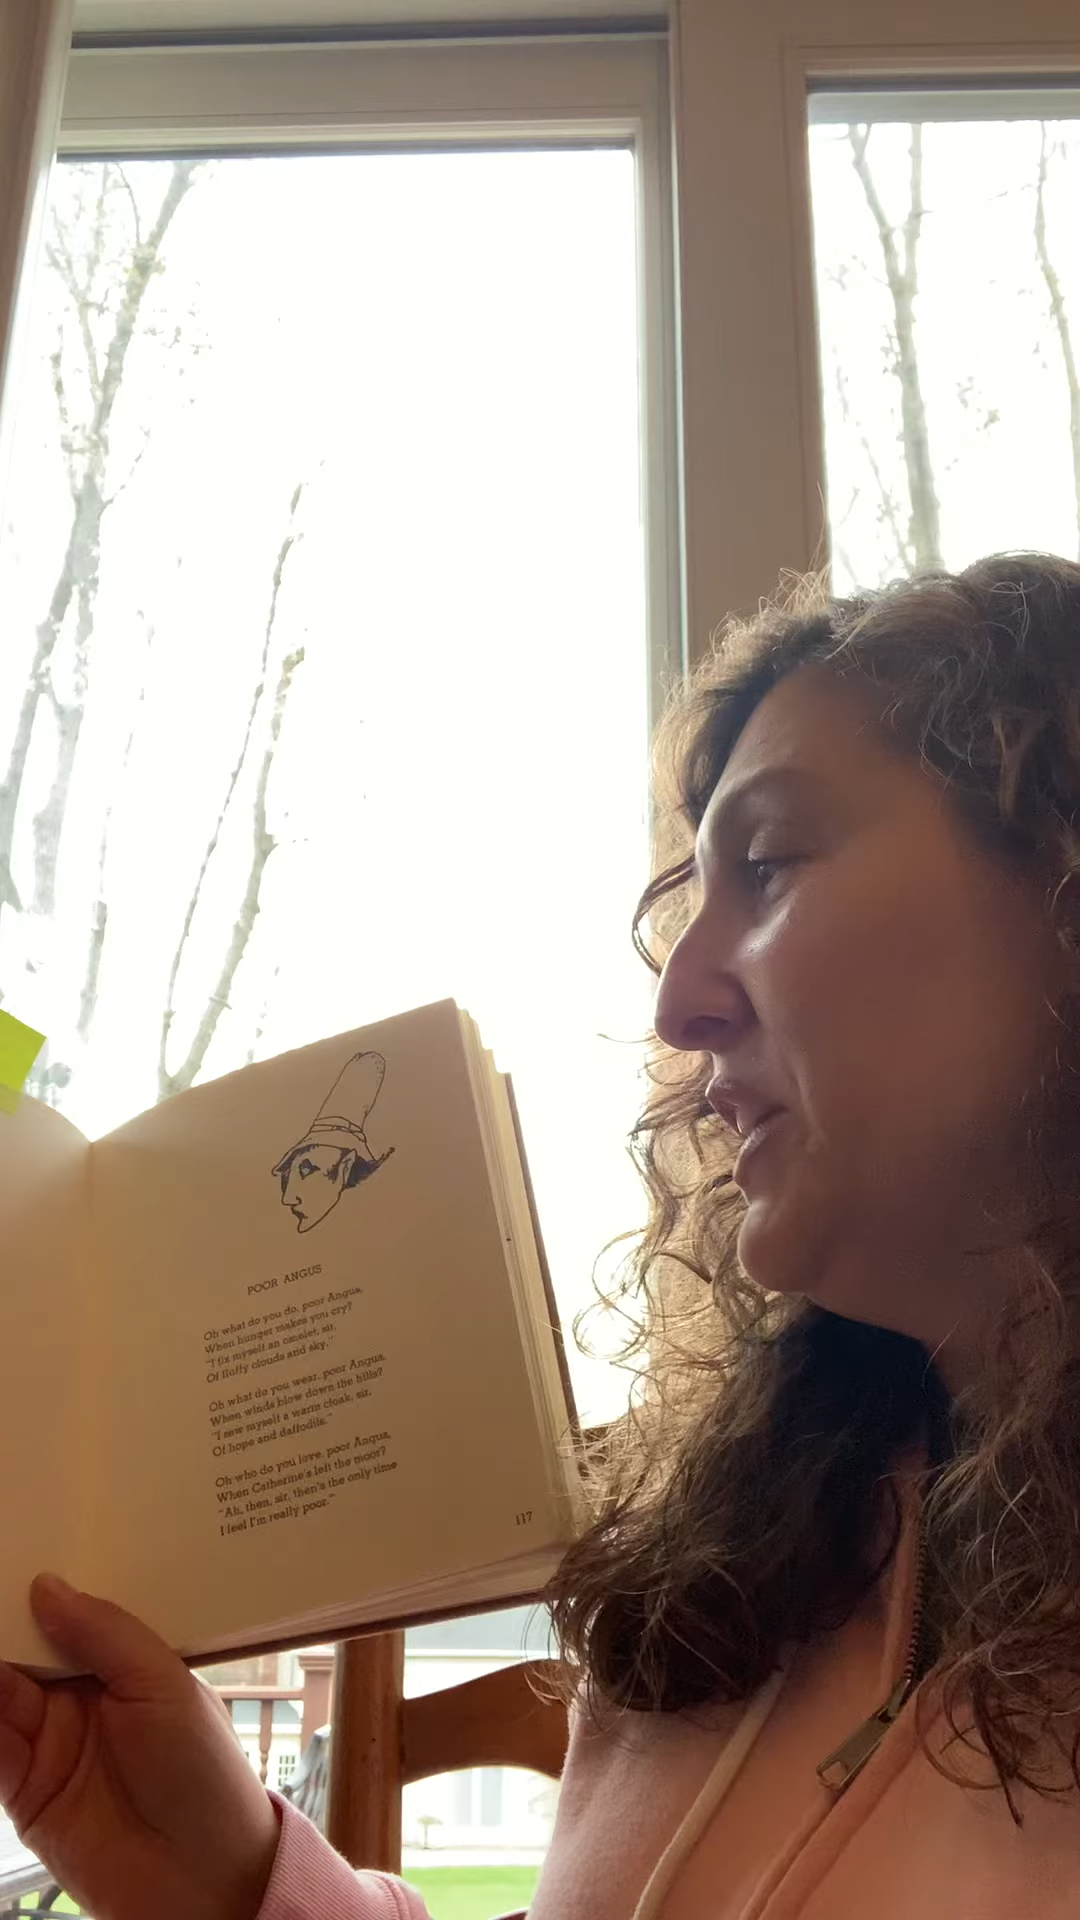 POOR ANGUS
Oh what do you do, poor Angus,
When hunger makes you cry?
"I fix myself an omelet, sir,
Of fluffy clouds and sky."
Oh what do you wear, poor Angus,
When winds blow down the hills?
"I sew myself a warm cloak, sir,
Of hope and daffodils."
Oh who do you love, poor Angus,
When Catherine's left the moor?
"Ah, then, sir, then's the only time
I feel I'm really poor."
117